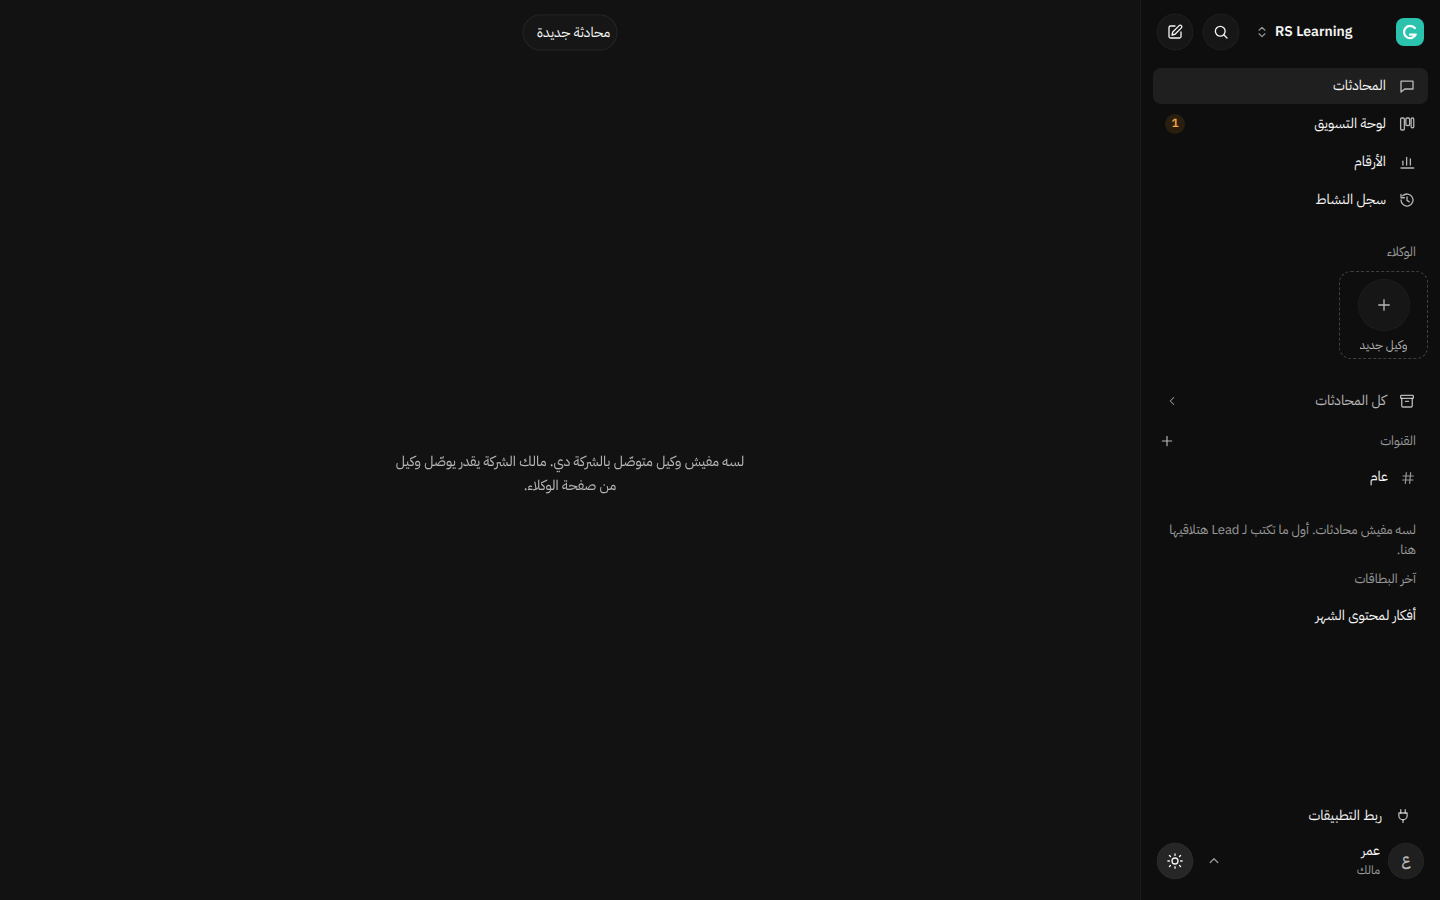 RS Learning
المحادثات
لوحة التسويق
1
الأرقام
سجل النشاط
الوكلاء
وكيل جديد
كل المحادثات
القنوات
عام
لسه مفيش محادثات. أول ما تكتب لـ Lead هتلاقيها
هنا.
آخر البطاقات
أفكار لمحتوى الشهر
ربط التطبيقات
ع
عمر
مالك
محادثة جديدة
لسه مفيش وكيل متوصّل بالشركة دي. مالك الشركة يقدر يوصّل وكيل
من صفحة الوكلاء.